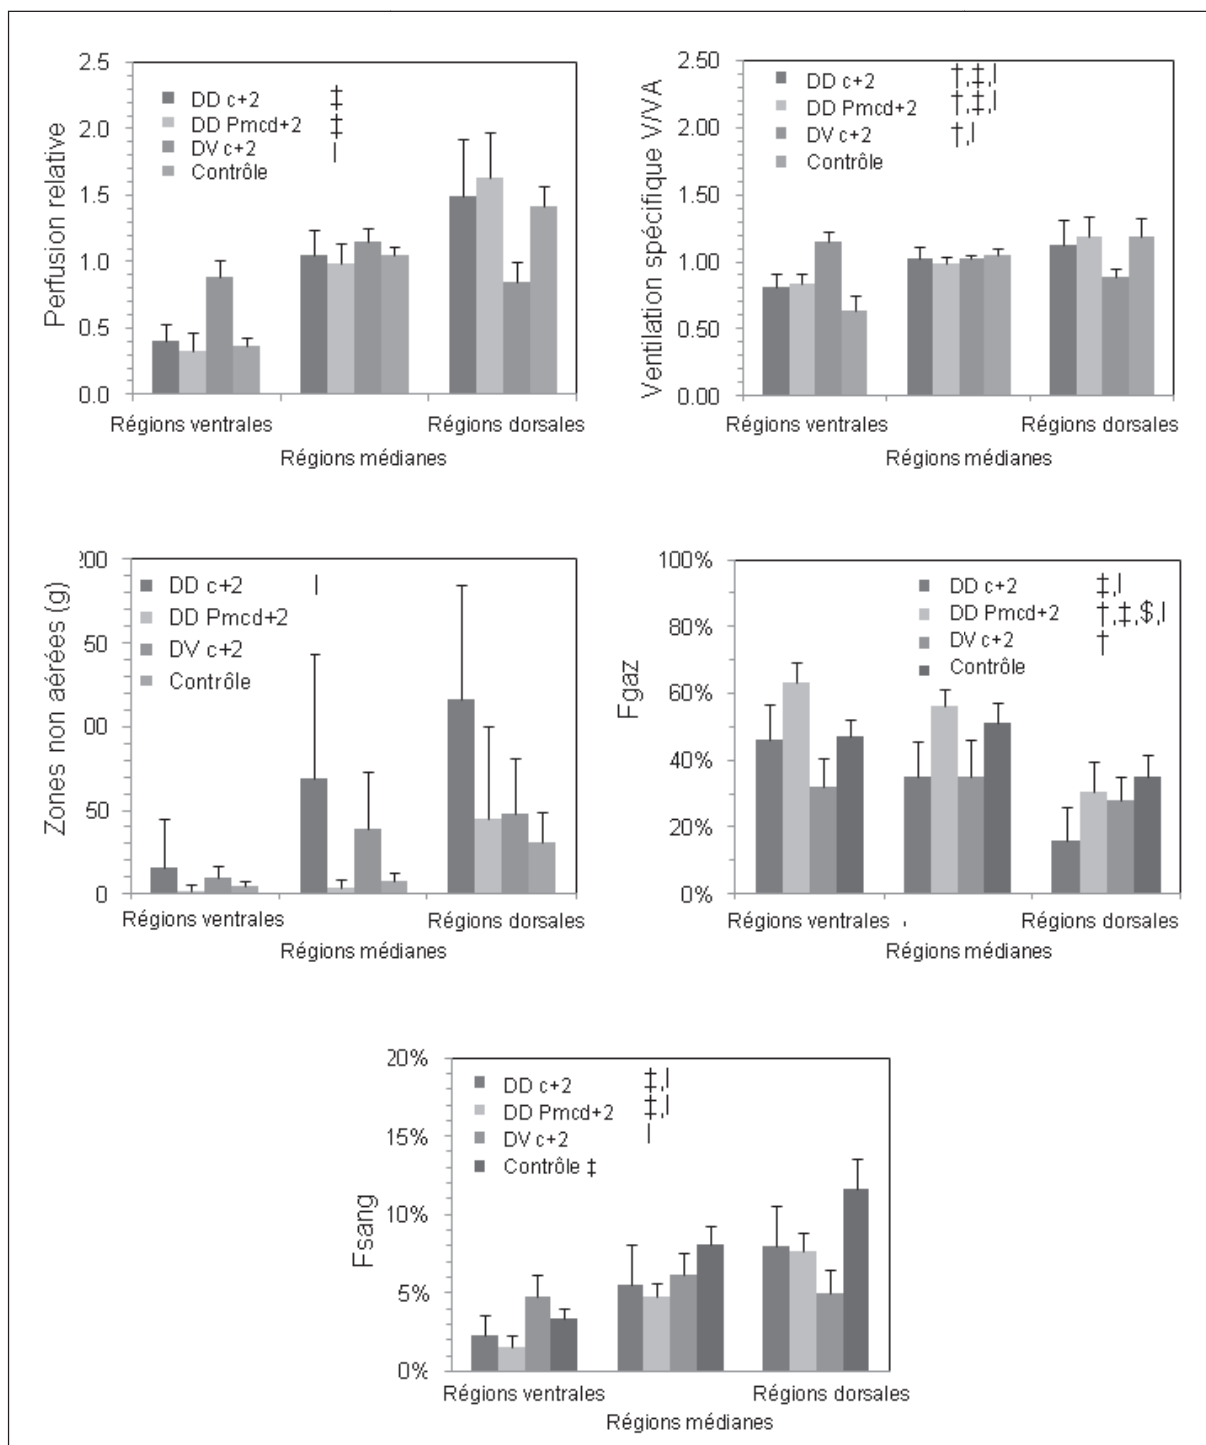 Perfusion relative
2.5
2.0
1.5
1.0
0.5
0.0
DD c+2 ‡
DD Pmcd+2 ‡
DV c+2 |
Contrôle
Régions ventrales Régions dorsales
Régions médianes
Ventilation spécifique V/VA
2.50
2.00
1.50
1.00
0.50
0.00
DD c+2 †,‡,|
DD Pmcd+2 †,‡,|
DV c+2 †,|
Contrôle
Régions ventrales Régions dorsales
Régions médianes
Zones non aérées (g)
200
50
00
50
0
DD c+2 |
DD Pmcd+2
DV c+2
Contrôle
Régions ventrales Régions dorsales
Régions médianes
Fgaz
100%
80%
60%
40%
20%
0%
DD c+2 ‡,|
DD Pmcd+2 †,‡,$,|
DV c+2 †
Contrôle
Régions ventrales Régions dorsales
Régions médianes
Fsang
20%
15%
10%
5%
0%
DD c+2 ‡,|
DD Pmcd+2 ‡,|
DV c+2 |
Contrôle ‡
Régions ventrales Régions dorsales
Régions médianes